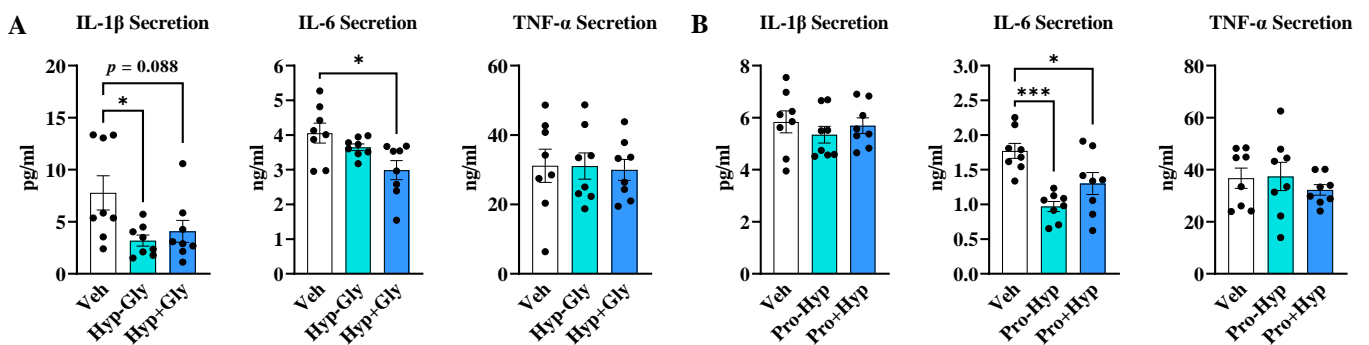 A
IL-1β Secretion
IL-6 Secretion
TNF-α Secretion
B
IL-1β Secretion
IL-6 Secretion
TNF-α Secretion
pg/ml
20
15
10
5
0
p = 0.088
*
Veh
Hyp-Gly
Hyp+Gly
ng/ml
6
5
4
3
2
1
0
*
Veh
Hyp-Gly
Hyp+Gly
ng/ml
60
40
20
0
Veh
Hyp-Gly
Hyp+Gly
pg/ml
8
6
4
2
0
Veh
Pro-Hyp
Pro+Hyp
ng/ml
3.0
2.5
2.0
1.5
1.0
0.5
0.0
*
***
Veh
Pro-Hyp
Pro+Hyp
ng/ml
80
60
40
20
0
Veh
Pro-Hyp
Pro+Hyp